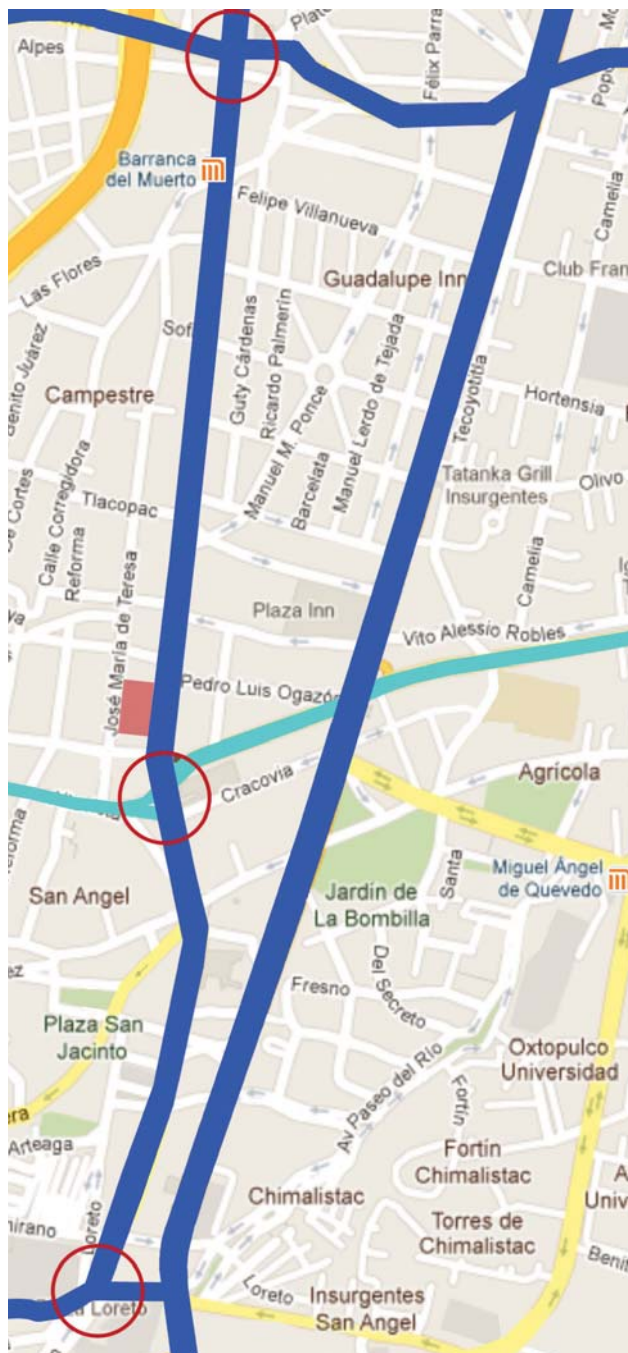 Alpes
Félix Parra
Barranca
del Muerto
Felipe Villanueva
Camelia
Las Flores
Guadalupe Inn
Club Fran
Benito Juárez
Guty Cárdenas
Ricardo Palmerín
Campestre
Manuel M. Ponce
Barcelata
Manuel Lerdo de Tejada
Tecoyotitla
Hortensia
Tatanka Grill
Insurgentes
Olivo
Tlacopac
Calle Corregidora
Reforma
Camelia
José María de Teresa
Plaza Inn
Vito Alessio Robles
Pedro Luis Ogazón
Cracovia
Agrícola
San Angel
Jardín de
La Bombilla
Santa
Miguel Ángel
de Quevedo
Fresno
Del Secreto
Plaza San
Jacinto
Av Paseo del Río
Oxtopulco
Universidad
Fortín
Arteaga
Fortín
Chimalistac
Chimalistac
Torres de
Chimalistac
Loreto
Loreto
Loreto
Insurgentes
San Angel